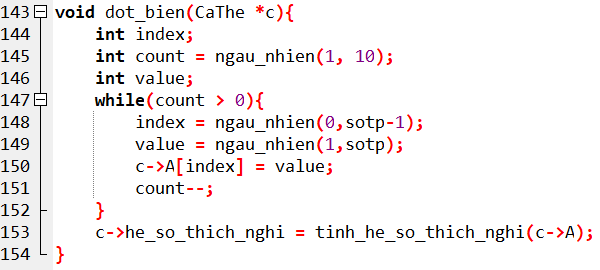 143 void dot_bien(CaThe *c){
144     int index;
145     int count = ngau_nhien(1, 10);
146     int value;
147     while(count > 0){
148         index = ngau_nhien(0,sotp-1);
149         value = ngau_nhien(1,sotp);
150         c->A[index] = value;
151         count--;
152     }
153     c->he_so_thich_nghi = tinh_he_so_thich_nghi(c->A);
154 }